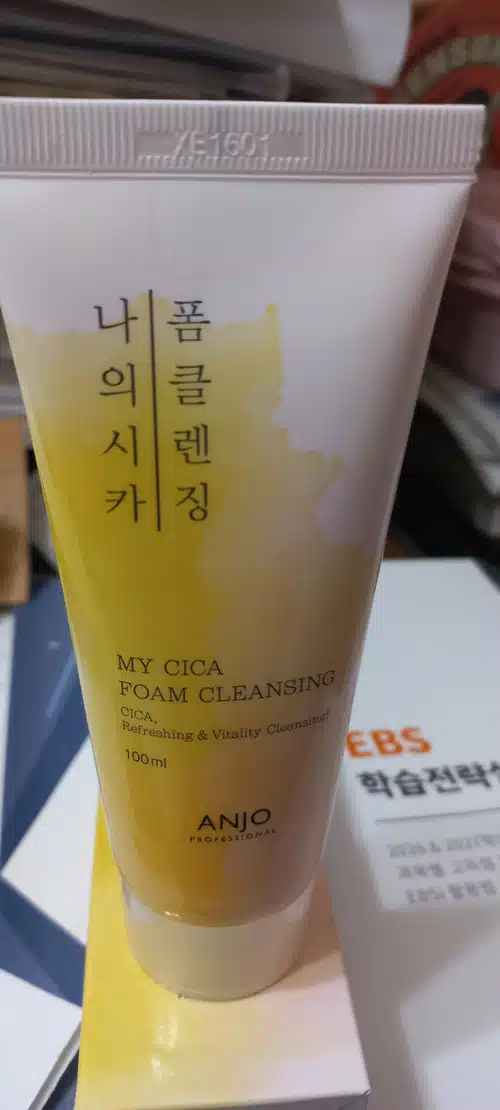 XE1601
나의시카
폼클렌징
MY CICA
FOAM CLEANSING
CICA,
Refreshing & Vitality Cleansing!
100ml
ANJO
PROFESSIONAL
EBS
학습전략